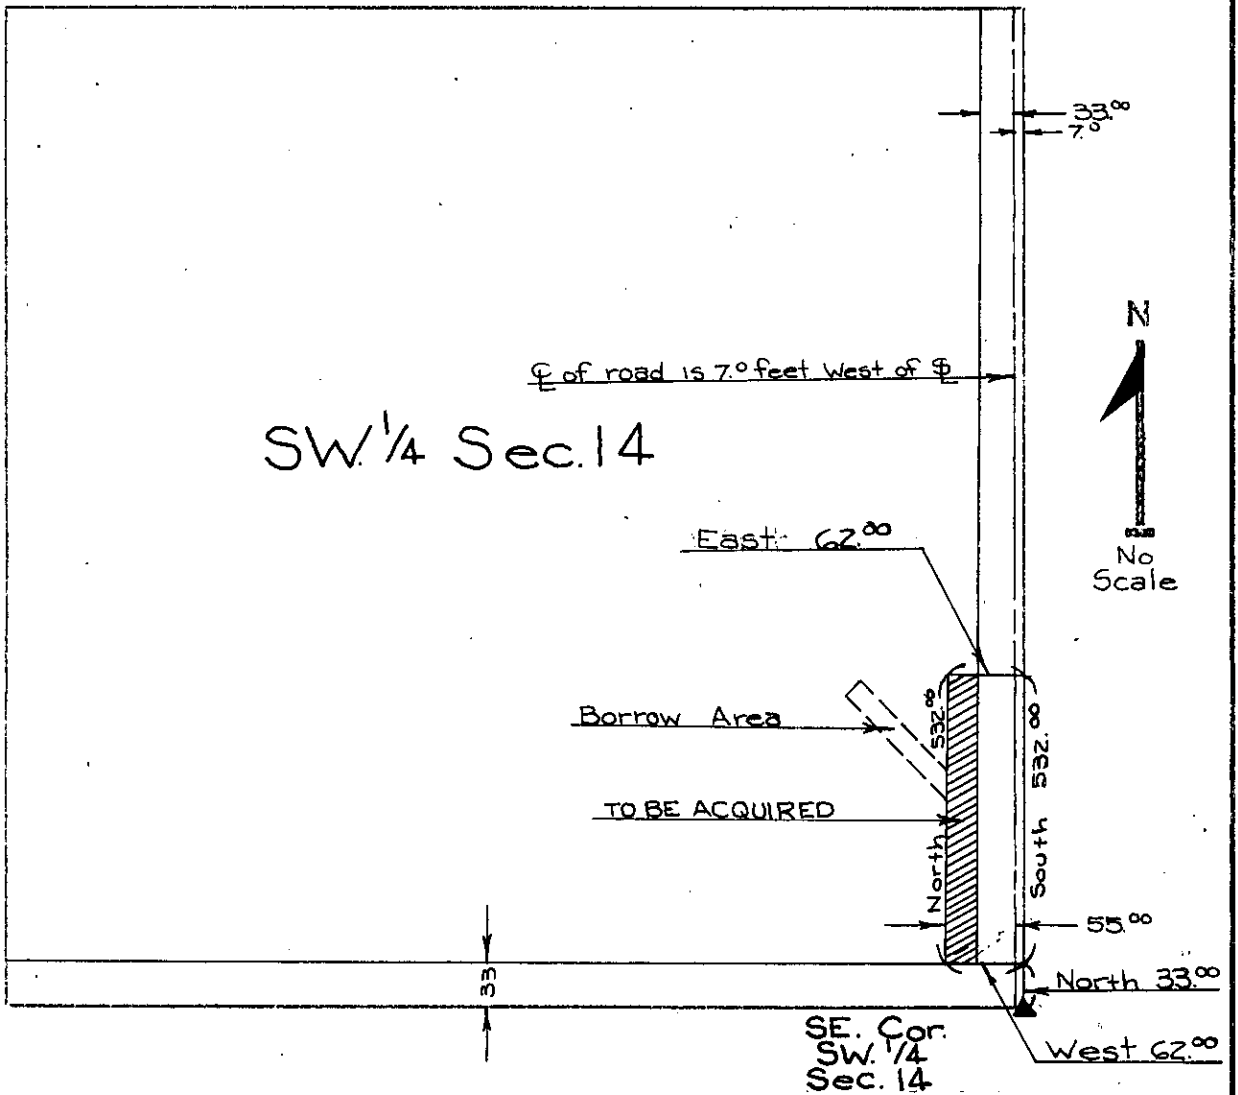 33.00
7.0
N
℄ of road is 7.0 feet West of ⅊
SW. 1/4 Sec. 14
East 62.00
No
Scale
532.00
Borrow Area
South 532.00
TO BE ACQUIRED
North
55.00
33
North 33.00
SE. Cor.
SW. 1/4
Sec. 14
West 62.00